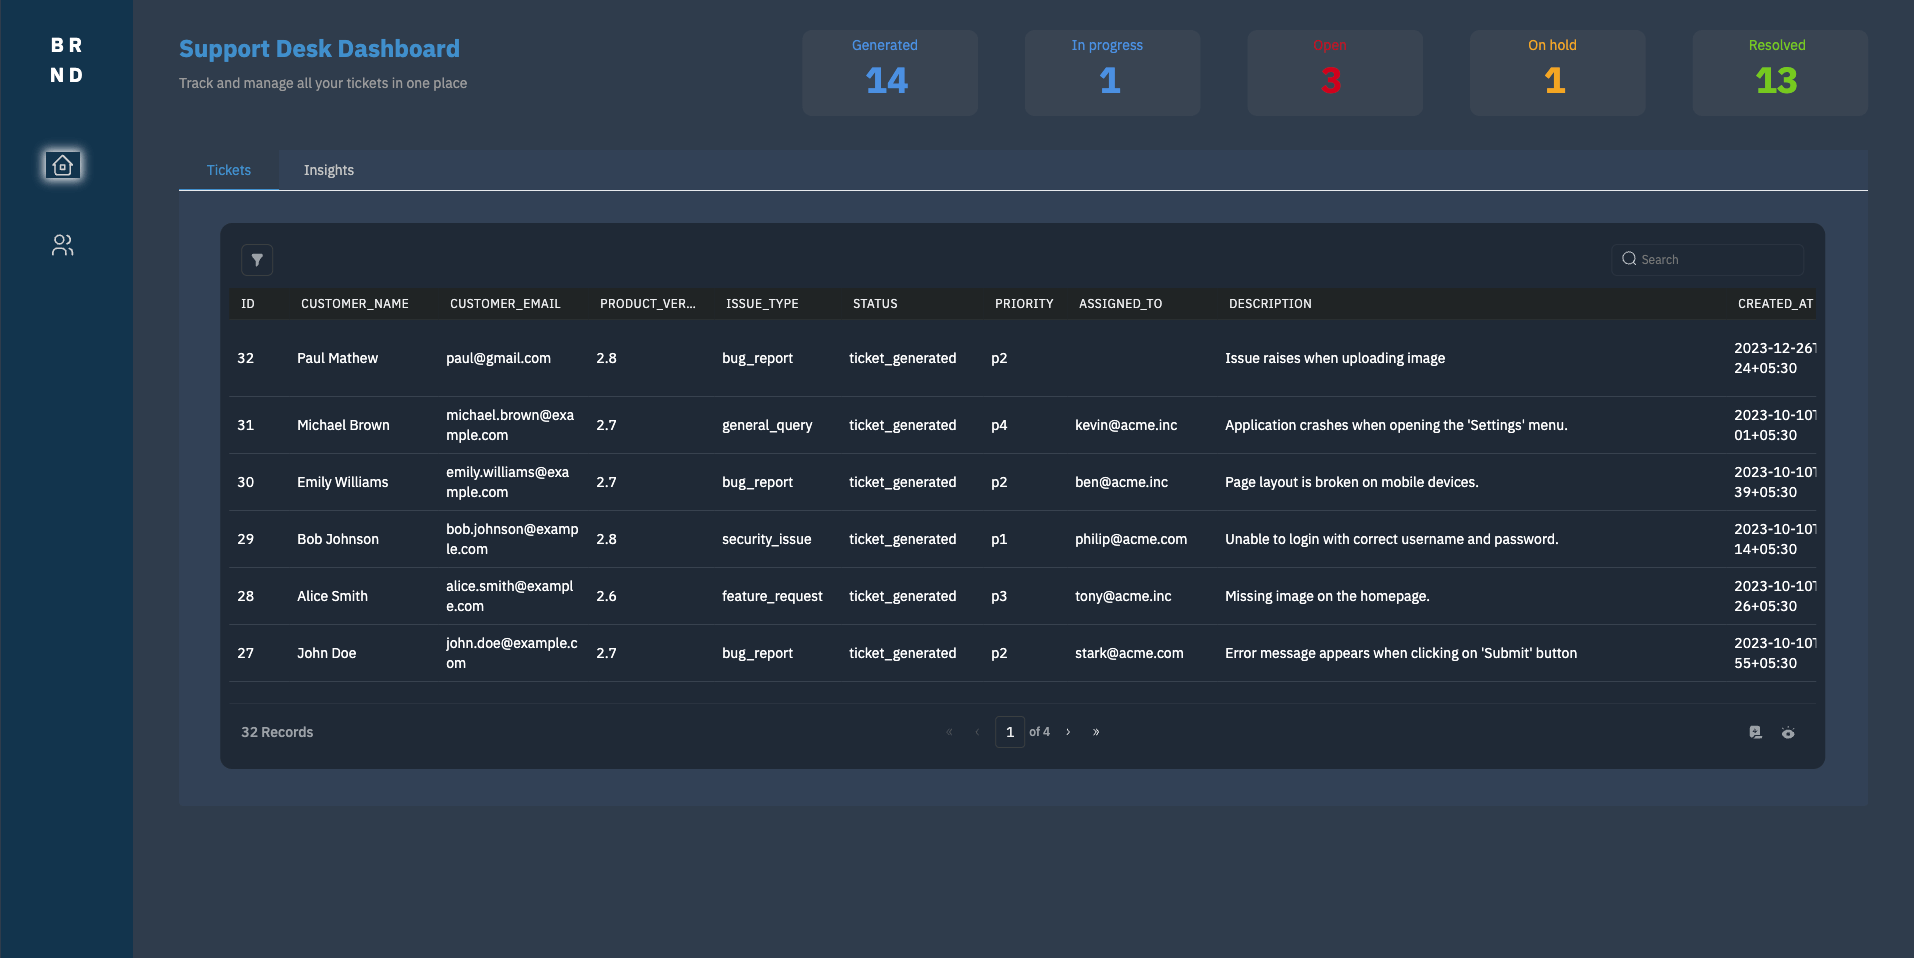 BR
ND
Support Desk Dashboard
Track and manage all your tickets in one place
Generated
14
In progress
1
Open
3
On hold
1
Resolved
13
Tickets
Insights
Search
ID CUSTOMER_NAME CUSTOMER_EMAIL PRODUCT_VER... ISSUE_TYPE STATUS PRIORITY ASSIGNED_TO DESCRIPTION CREATED_AT
32 Paul Mathew paul@gmail.com 2.8 bug_report ticket_generated p2 Issue raises when uploading image 2023-12-26T
24+05:30
31 Michael Brown michael.brown@exa 2.7 general_query ticket_generated p4 kevin@acme.inc Application crashes when opening the 'Settings' menu. 2023-10-10T
mple.com 01+05:30
30 Emily Williams emily.williams@exa 2.7 bug_report ticket_generated p2 ben@acme.inc Page layout is broken on mobile devices. 2023-10-10T
mple.com 39+05:30
29 Bob Johnson bob.johnson@examp 2.8 security_issue ticket_generated p1 philip@acme.com Unable to login with correct username and password. 2023-10-10T
le.com 14+05:30
28 Alice Smith alice.smith@exampl 2.6 feature_request ticket_generated p3 tony@acme.inc Missing image on the homepage. 2023-10-10T
e.com 26+05:30
27 John Doe john.doe@example.c 2.7 bug_report ticket_generated p2 stark@acme.com Error message appears when clicking on 'Submit' button 2023-10-10T
om 55+05:30
32 Records
« ‹ 1 of 4 › »